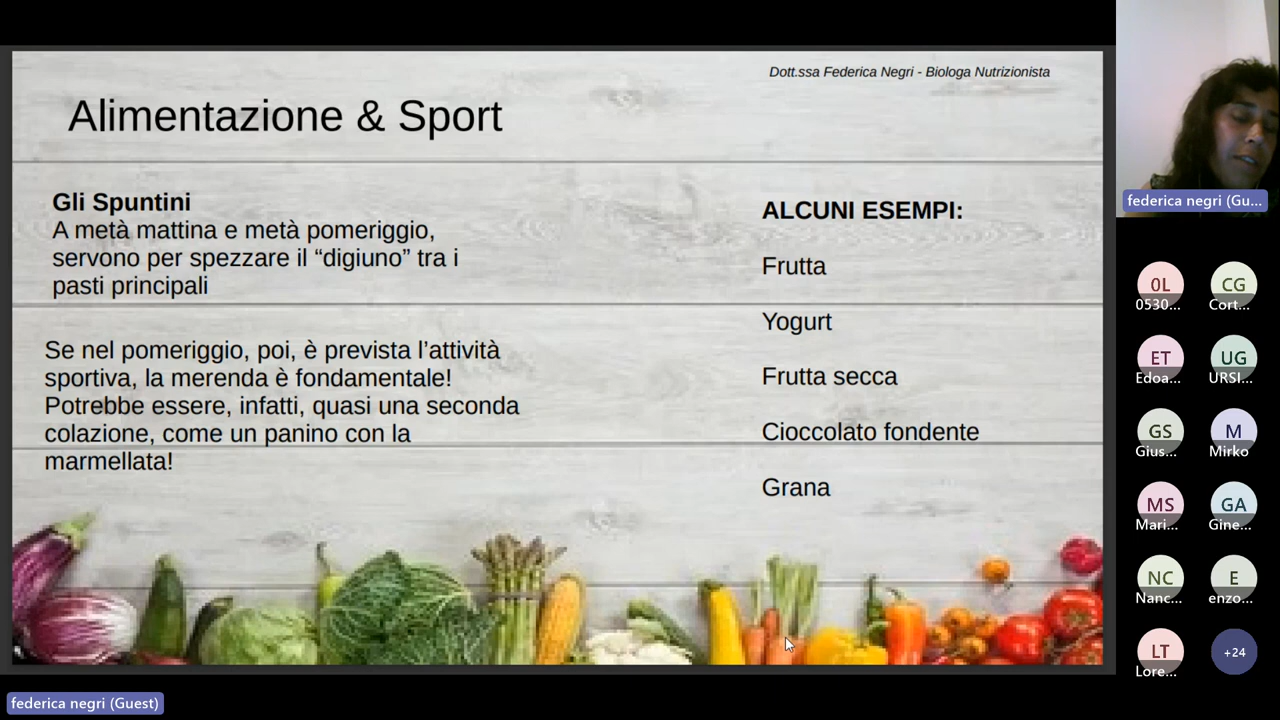 Dott.ssa Federica Negri - Biologa Nutrizionista
Alimentazione & Sport
Gli Spuntini
A metà mattina e metà pomeriggio,
servono per spezzare il “digiuno” tra i
pasti principali
Se nel pomeriggio, poi, è prevista l’attività
sportiva, la merenda è fondamentale!
Potrebbe essere, infatti, quasi una seconda
colazione, come un panino con la
marmellata!
ALCUNI ESEMPI:
Frutta
Yogurt
Frutta secca
Cioccolato fondente
Grana
federica negri (Gu...
0L
0530...
CG
Cort...
ET
Edoa...
UG
URSI...
GS
Gius...
M
Mirko
MS
Mari...
GA
Gine...
NC
Nanc...
E
enzo...
LT
Lore...
+24
federica negri (Guest)